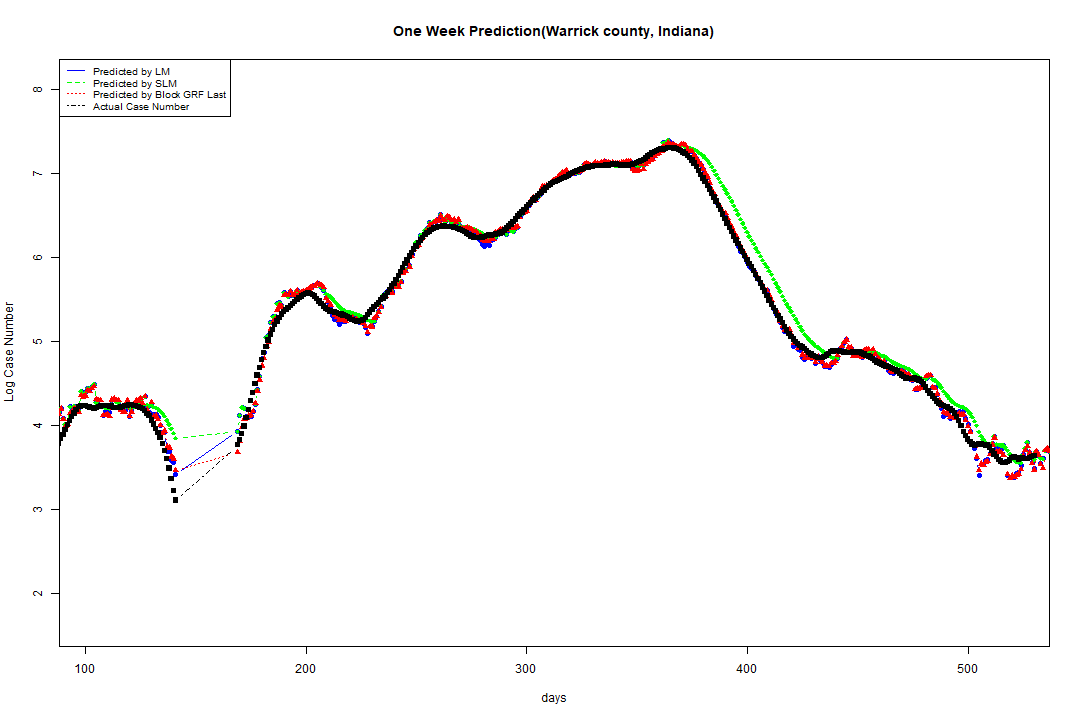 One Week Prediction(Warrick county, Indiana)
Predicted by LM
Predicted by SLM
Predicted by Block GRF Last
Actual Case Number
8
7
6
5
4
3
2
Log Case Number
100 200 300 400 500
days